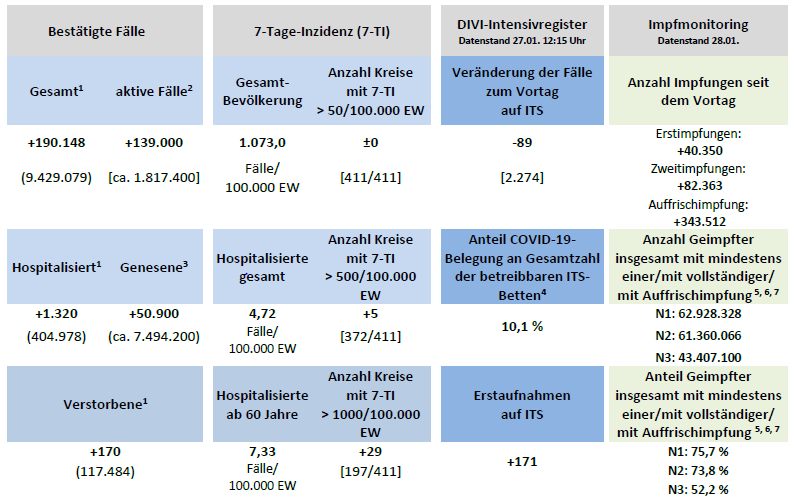 Bestätigte Fälle
7-Tage-Inzidenz (7-TI)
DIVI-Intensivregister
Datenstand 27.01. 12:15 Uhr
Impfmonitoring
Datenstand 28.01.
Gesamt¹
aktive Fälle²
Gesamt-
Bevölkerung
Anzahl Kreise
mit 7-TI
> 50/100.000 EW
Veränderung der Fälle
zum Vortag
auf ITS
Anzahl Impfungen seit
dem Vortag
+190.148
+139.000
1.073,0
±0
-89
Erstimpfungen:
+40.350
(9.429.079)
[ca. 1.817.400]
Fälle/
100.000 EW
[411/411]
[2.274]
Zweitimpfungen:
+82.363
Auffrischimpfung:
+343.512
Hospitalisiert¹
Genesene³
Hospitalisierte
gesamt
Anzahl Kreise
mit 7-TI
> 500/100.000
EW
Anteil COVID-19-
Belegung an Gesamtzahl
der betreibbaren ITS-
Betten⁴
Anzahl Geimpfter
insgesamt mit mindestens
einer/mit vollständiger/
mit Auffrischimpfung ⁵, ⁶, ⁷
+1.320
+50.900
4,72
+5
10,1 %
N1: 62.928.328
(404.978)
(ca. 7.494.200)
Fälle/
100.000 EW
[372/411]
N2: 61.360.066
N3: 43.407.100
Verstorbene¹
Hospitalisierte
ab 60 Jahre
Anzahl Kreise
mit 7-TI
> 1000/100.000
EW
Erstaufnahmen
auf ITS
Anteil Geimpfter
insgesamt mit mindestens
einer/mit vollständiger/
mit Auffrischimpfung ⁵, ⁶, ⁷
+170
7,33
+29
+171
N1: 75,7 %
(117.484)
Fälle/
100.000 EW
[197/411]
N2: 73,8 %
N3: 52,2 %